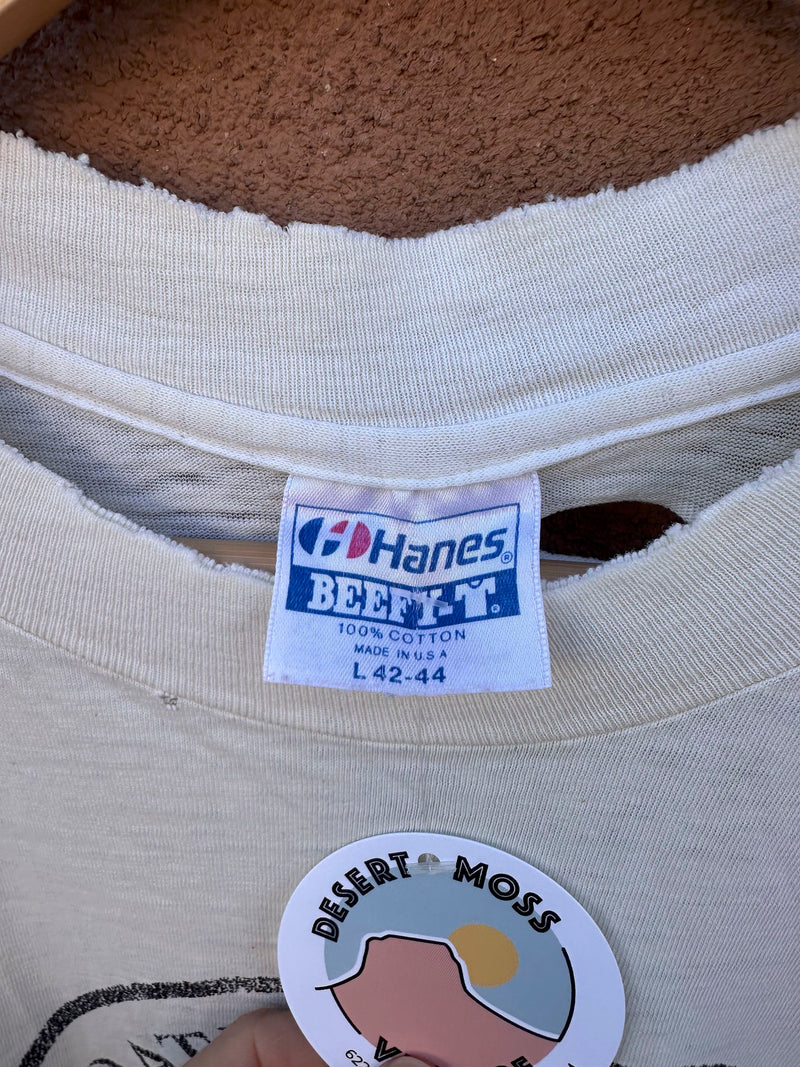 Hanes®
BEEFY-T®
100% COTTON
MADE IN U.S.A
L 42-44
DESERT MOSS